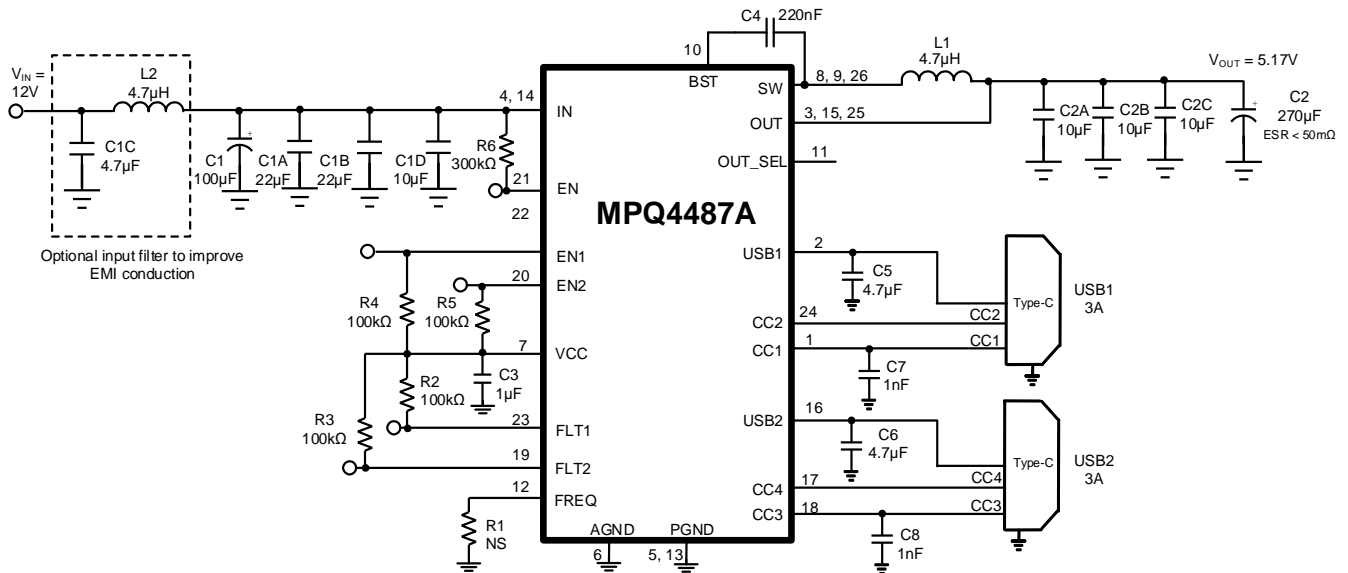 C4
220nF
10
BST
L1
4.7µH
VIN =
12V
L2
4.7µH
4, 14
IN
SW
8, 9, 26
VOUT = 5.17V
OUT
3, 15, 25
C2A
10µF
C2B
10µF
C2C
10µF
C2
270µF
ESR < 50mΩ
C1C
4.7µF
C1
100µF
C1A
22µF
C1B
22µF
C1D
10µF
R6
300kΩ
+
+
OUT_SEL
11
21
EN
22
MPQ4487A
Optional input filter to improve
EMI conduction
EN1
20
EN2
R4
100kΩ
R5
100kΩ
7
VCC
C3
1µF
R2
100kΩ
R3
100kΩ
23
FLT1
19
FLT2
12
FREQ
R1
NS
AGND
6
PGND
5, 13
USB1
2
C5
4.7µF
Type-C
USB1
3A
CC2
24
CC2
CC1
1
CC1
C7
1nF
USB2
16
C6
4.7µF
Type-C
USB2
3A
CC4
17
CC4
CC3
18
CC3
C8
1nF